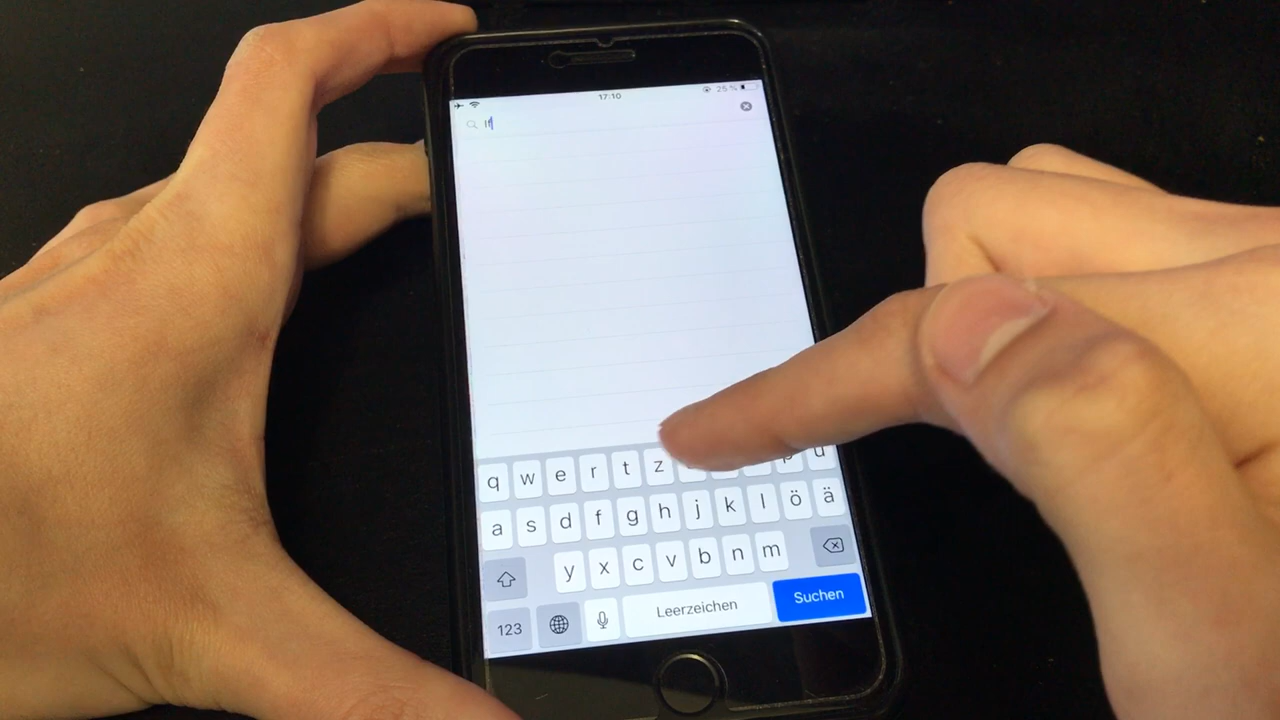 17:10
25 %
q w e r t z ü
a s d f g h j k l ö ä
y x c v b n m
123 Leerzeichen Suchen